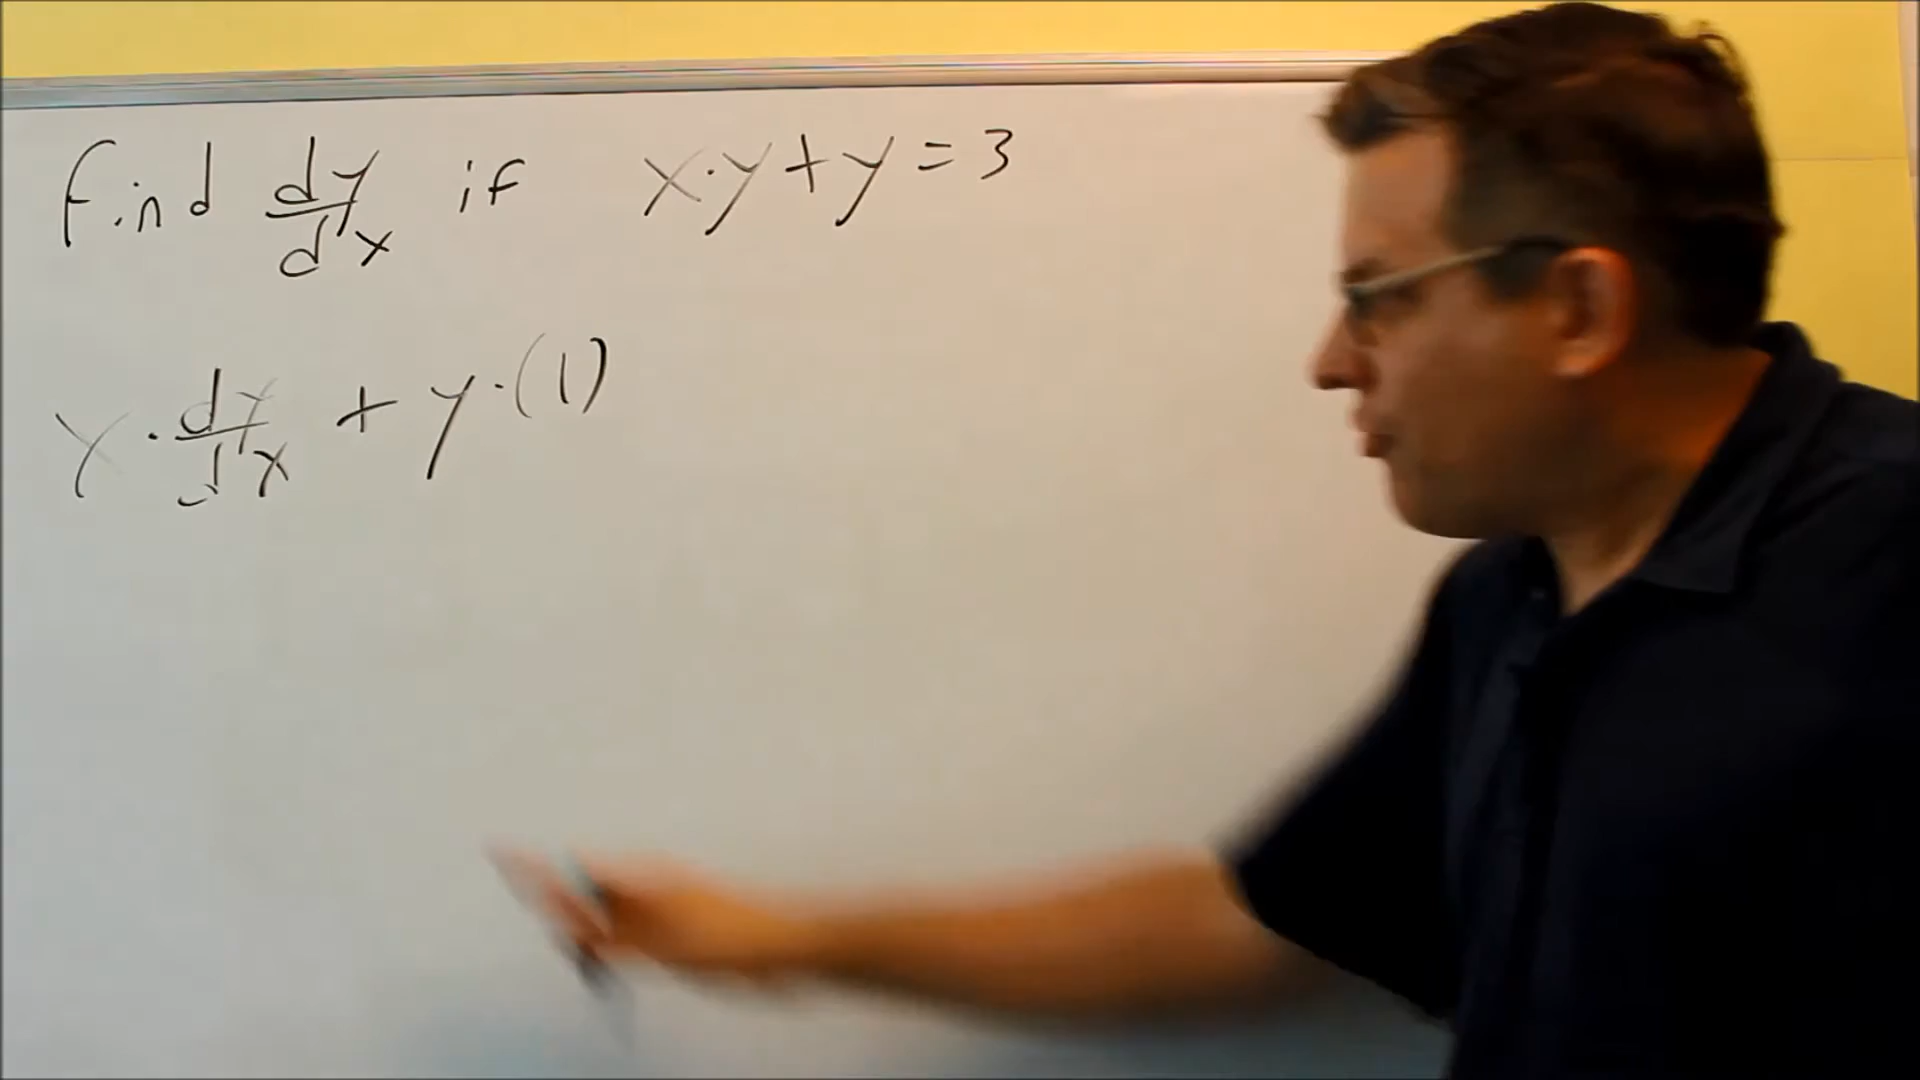 Find dy/dx if x·y+y=3
x·dy/dx + y·(1)